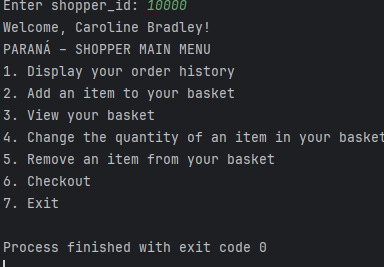 Enter shopper_id: 10000
Welcome, Caroline Bradley!
PARANÁ – SHOPPER MAIN MENU
1. Display your order history
2. Add an item to your basket
3. View your basket
4. Change the quantity of an item in your basket
5. Remove an item from your basket
6. Checkout
7. Exit
Process finished with exit code 0